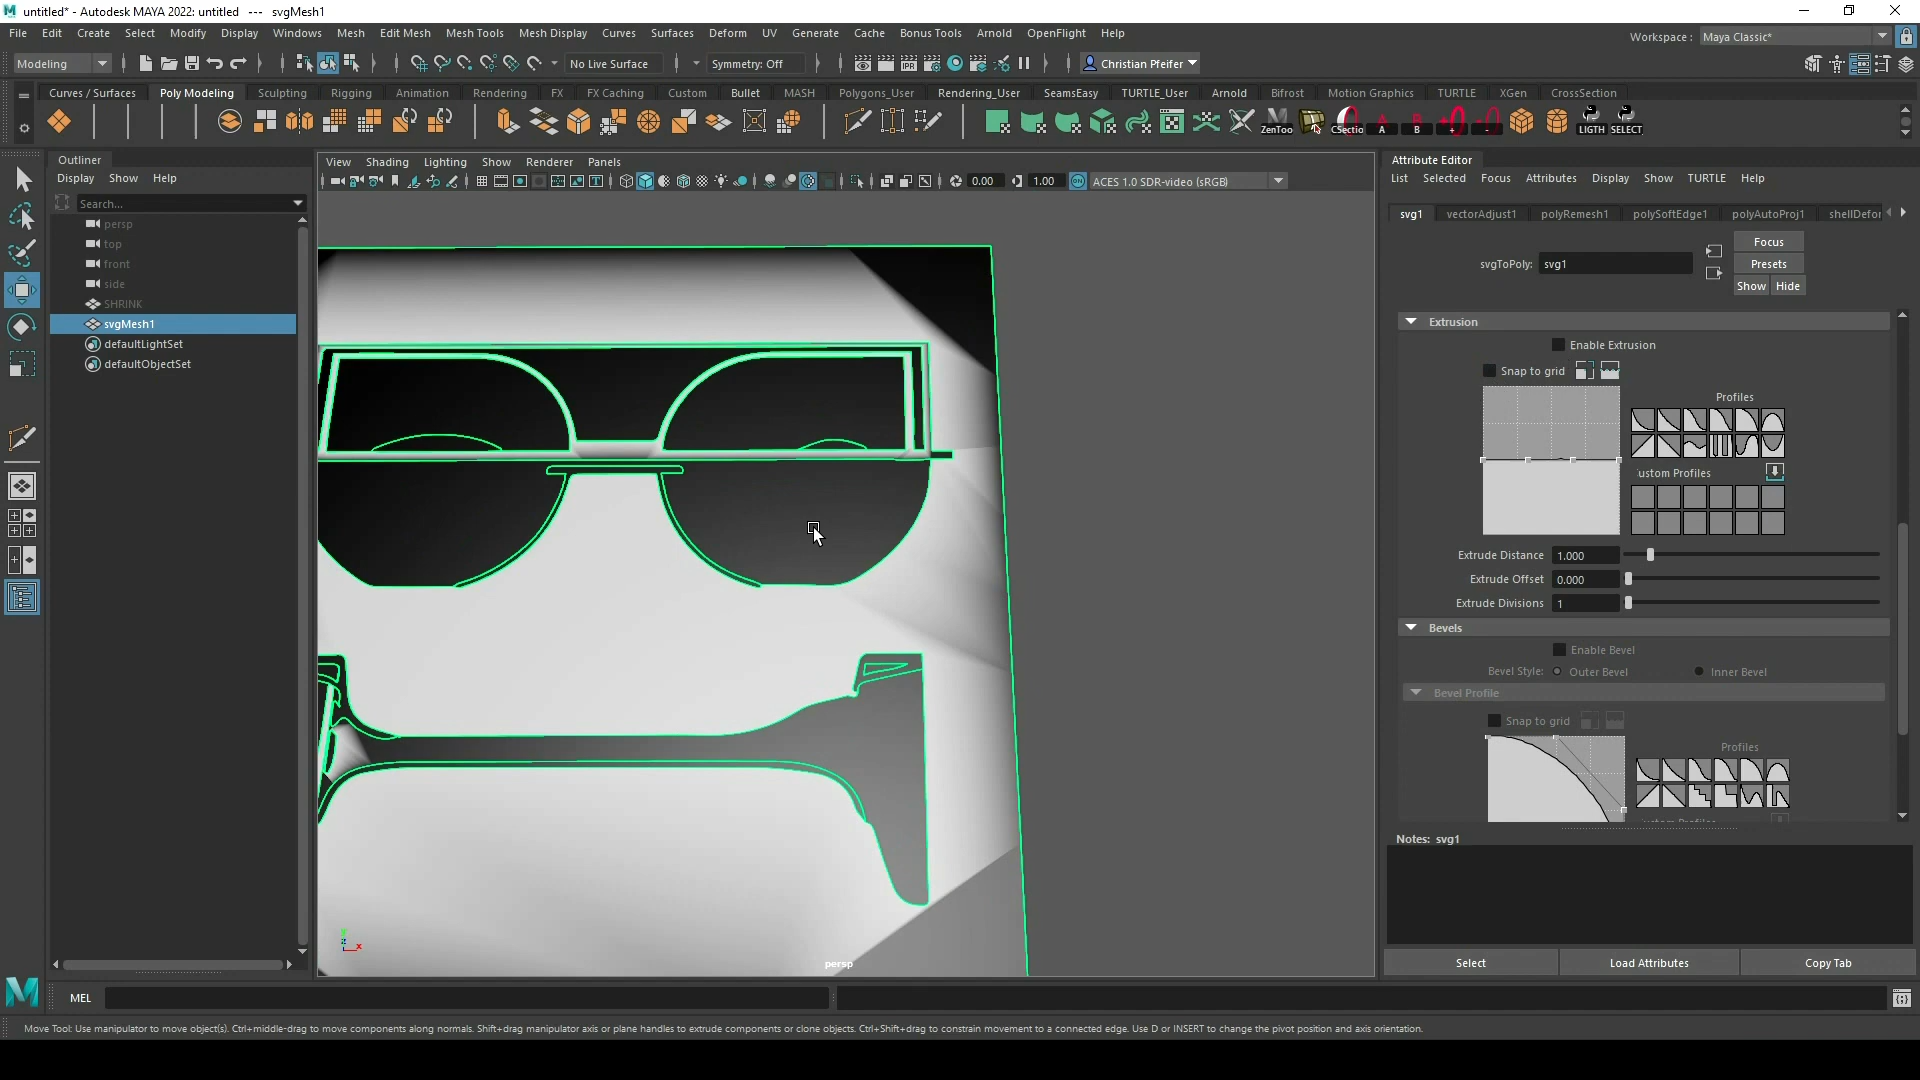 untitled* - Autodesk MAYA 2022: untitled --- svgMesh1
File Edit Create Select Modify Display Windows Mesh Edit Mesh Mesh Tools Mesh Display Curves Surfaces Deform UV Generate Cache Bonus Tools Arnold OpenFlight Help
Workspace : Maya Classic*
Modeling No Live Surface Symmetry: Off Christian Pfeifer
Curves / Surfaces Poly Modeling Sculpting Rigging Animation Rendering FX FX Caching Custom Bullet MASH Polygons_User Rendering_User SeamsEasy TURTLE_User Arnold Bifrost Motion Graphics TURTLE XGen CrossSection
IPR
ZenToo CSectio A B + - LIGTH SELECT
Outliner
Display Show Help
Search...
persp
top
front
side
SHRINK
svgMesh1
defaultLightSet
defaultObjectSet
View Shading Lighting Show Renderer Panels
0.00 1.00 ACES 1.0 SDR-video (sRGB)
persp
Attribute Editor
List Selected Focus Attributes Display Show TURTLE Help
svg1 vectorAdjust1 polyRemesh1 polySoftEdge1 polyAutoProj1 shellDefor
svgToPoly: svg1
Focus
Presets
Show Hide
Extrusion
Enable Extrusion
Snap to grid
Profiles
ustom Profiles
Extrude Distance 1.000
Extrude Offset 0.000
Extrude Divisions 1
Bevels
Enable Bevel
Bevel Style: Outer Bevel Inner Bevel
Bevel Profile
Snap to grid
Profiles
Notes: svg1
Select Load Attributes Copy Tab
MEL
Move Tool: Use manipulator to move object(s). Ctrl+middle-drag to move components along normals. Shift+drag manipulator axis or plane handles to extrude components or clone objects. Ctrl+Shift+drag to constrain movement to a connected edge. Use D or INSERT to change the pivot position and axis orientation.